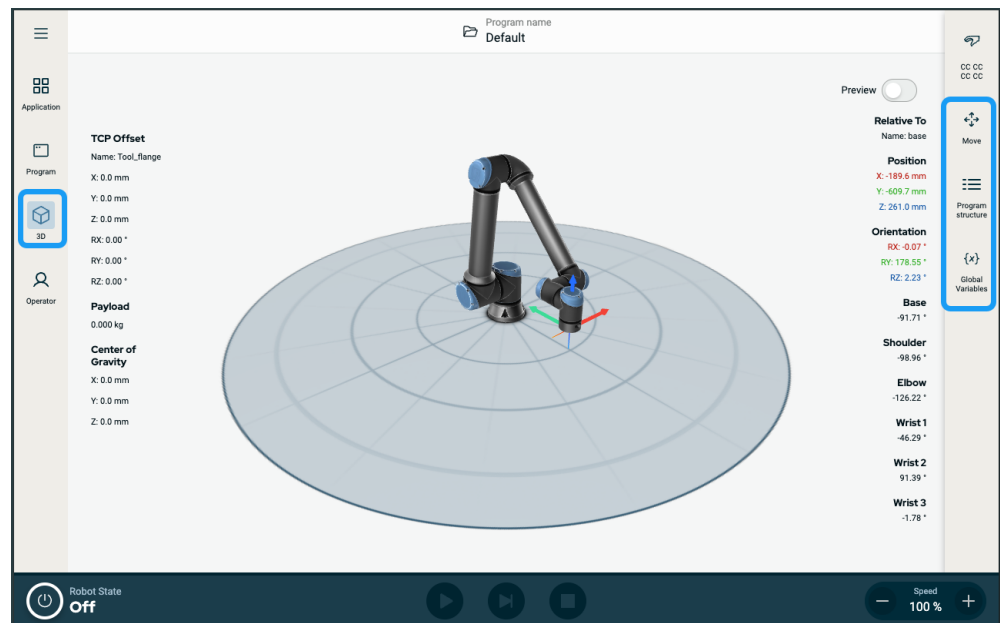 Program name
Default
Application
Program
3D
Operator
TCP Offset
Name: Tool_flange
X: 0.0 mm
Y: 0.0 mm
Z: 0.0 mm
RX: 0.00 °
RY: 0.00 °
RZ: 0.00 °
Payload
0.000 kg
Center of
Gravity
X: 0.0 mm
Y: 0.0 mm
Z: 0.0 mm
Preview
Relative To
Name: base
Position
X: -189.6 mm
Y: -609.7 mm
Z: 261.0 mm
Orientation
RX: -0.07 °
RY: 178.55 °
RZ: 2.23 °
Base
-91.71 °
Shoulder
-98.96 °
Elbow
-126.22 °
Wrist 1
-46.29 °
Wrist 2
91.39 °
Wrist 3
-1.78 °
CC CC
CC CC
Move
Program
structure
{x}
Global
Variables
Robot State
Off
Speed
100 %